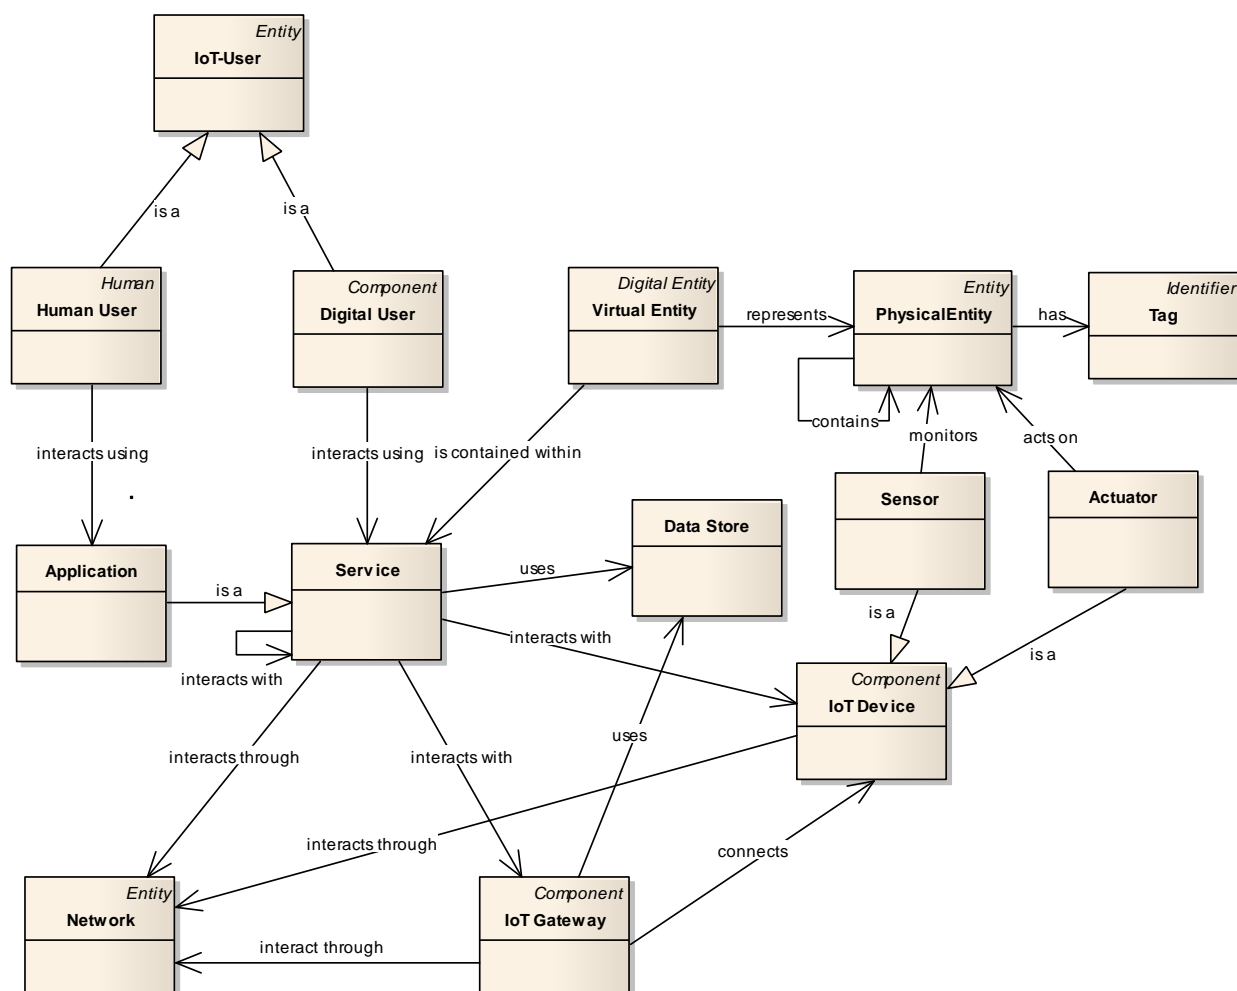 Entity
IoT-User
is a
is a
Human
Human User
Component
Digital User
Digital Entity
Virtual Entity
represents
Entity
PhysicalEntity
has
Identifier
Tag
contains
monitors
acts on
interacts using
interacts using
is contained within
.
Sensor
Actuator
Data Store
Application
is a
Service
uses
interacts with
interacts with
is a
is a
Component
IoT Device
interacts through
interacts with
uses
interacts through
connects
Entity
Network
interact through
Component
IoT Gateway